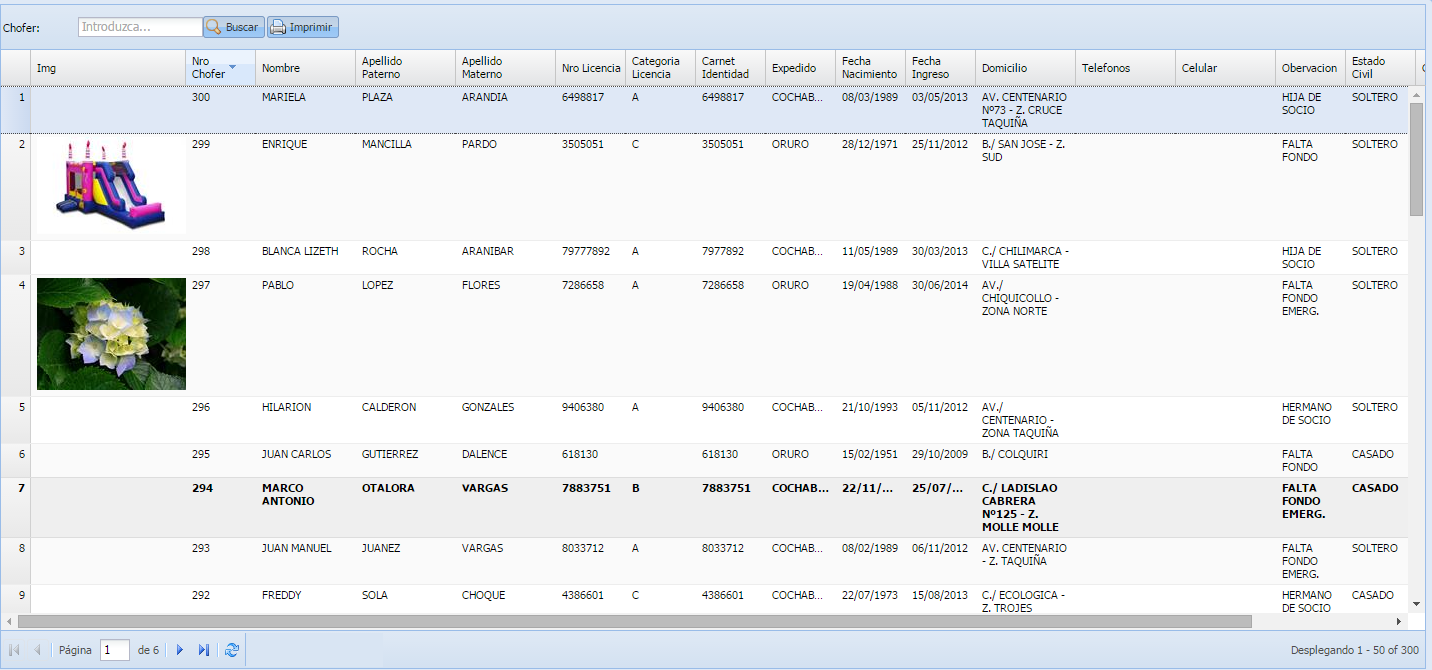 Chofer: Introduzca... Buscar Imprimir
Img Nro Chofer Nombre Apellido Paterno Apellido Materno Nro Licencia Categoria Licencia Carnet Identidad Expedido Fecha Nacimiento Fecha Ingreso Domicilio Telefonos Celular Obervacion Estado Civil
1 300 MARIELA PLAZA ARANDIA 6498817 A 6498817 COCHAB... 08/03/1989 03/05/2013 AV. CENTENARIO HIJA DE SOLTERO
Nº73 - Z. CRUCE SOCIO
TAQUIÑA
2 299 ENRIQUE MANCILLA PARDO 3505051 C 3505051 ORURO 28/12/1971 25/11/2012 B./ SAN JOSE - Z. FALTA SOLTERO
SUD FONDO
3 298 BLANCA LIZETH ROCHA ARANIBAR 79777892 A 7977892 COCHAB... 11/05/1989 30/03/2013 C./ CHILIMARCA - HIJA DE SOLTERO
VILLA SATELITE SOCIO
4 297 PABLO LOPEZ FLORES 7286658 A 7286658 ORURO 19/04/1988 30/06/2014 AV./ FALTA SOLTERO
CHIQUICOLLO - FONDO
ZONA NORTE EMERG.
5 296 HILARION CALDERON GONZALES 9406380 A 9406380 COCHAB... 21/10/1993 05/11/2012 AV./ HERMANO SOLTERO
CENTENARIO - DE SOCIO
ZONA TAQUIÑA
6 295 JUAN CARLOS GUTIERREZ DALENCE 618130 618130 ORURO 15/02/1951 29/10/2009 B./ COLQUIRI FALTA CASADO
FONDO
7 294 MARCO OTALORA VARGAS 7883751 B 7883751 COCHAB... 22/11/... 25/07/... C./ LADISLAO FALTA CASADO
ANTONIO CABRERA FONDO
Nº125 - Z. EMERG.
MOLLE MOLLE
8 293 JUAN MANUEL JUANEZ VARGAS 8033712 A 8033712 COCHAB... 08/02/1989 06/11/2012 AV. CENTENARIO FALTA SOLTERO
- Z. TAQUIÑA FONDO
EMERG.
9 292 FREDDY SOLA CHOQUE 4386601 C 4386601 COCHAB... 22/07/1973 15/08/2013 C./ ECOLOGICA - HERMANO CASADO
Z. TROJES DE SOCIO
Página 1 de 6 Desplegando 1 - 50 of 300